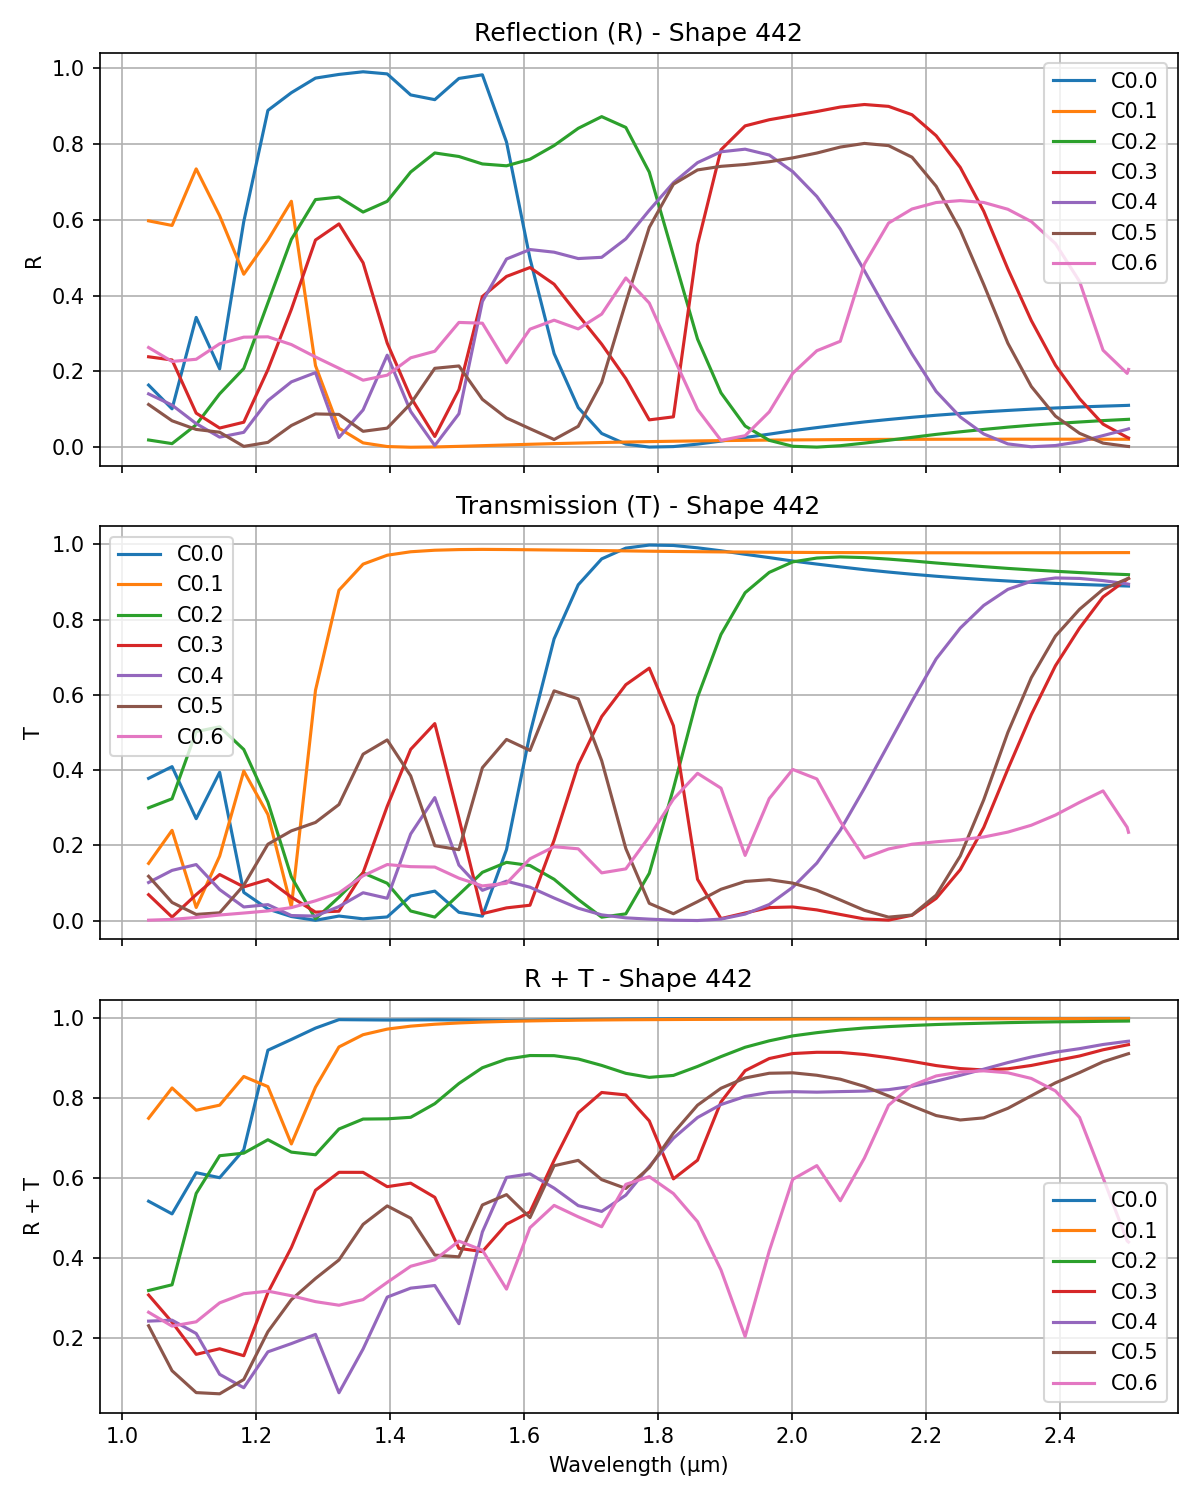 Reflection (R) - Shape 442
1.0
0.8
0.6
0.4
0.2
0.0
R
C0.0
C0.1
C0.2
C0.3
C0.4
C0.5
C0.6
Transmission (T) - Shape 442
1.0
0.8
0.6
0.4
0.2
0.0
T
C0.0
C0.1
C0.2
C0.3
C0.4
C0.5
C0.6
R + T - Shape 442
1.0
0.8
0.6
0.4
0.2
R + T
C0.0
C0.1
C0.2
C0.3
C0.4
C0.5
C0.6
1.0 1.2 1.4 1.6 1.8 2.0 2.2 2.4
Wavelength (µm)